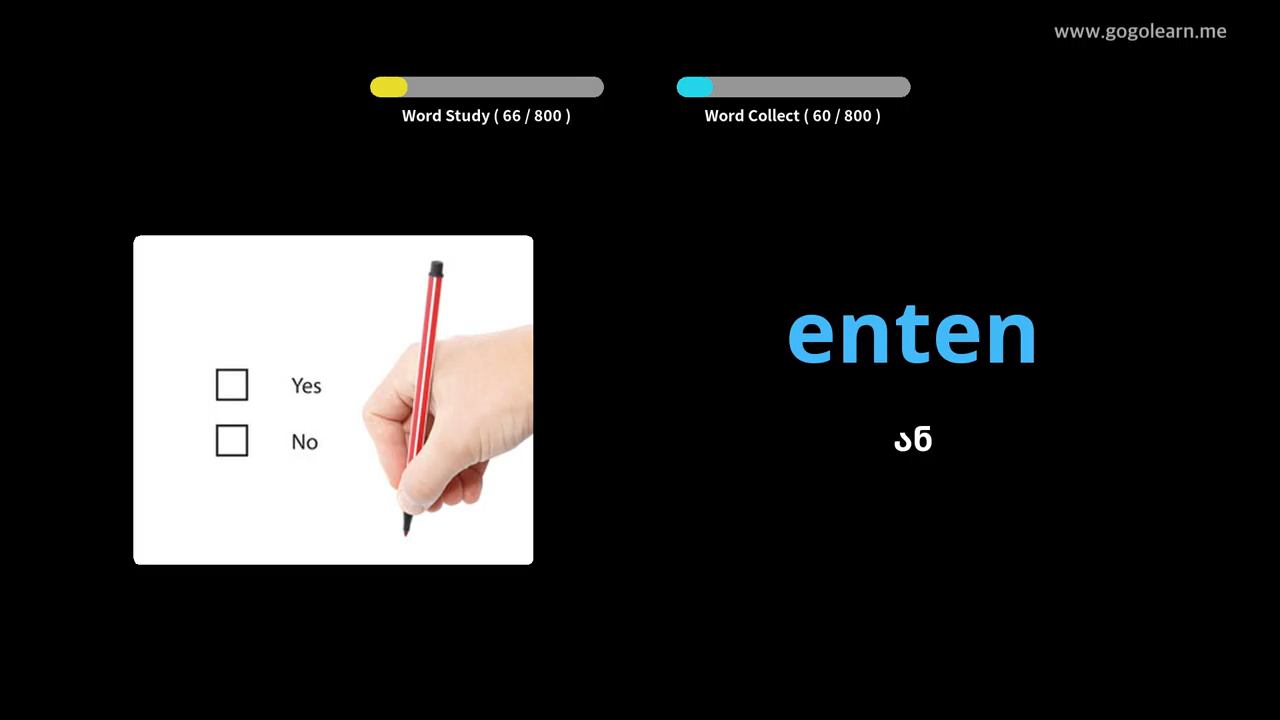 www.gogolearn.me
Word Study ( 66 / 800 )
Word Collect ( 60 / 800 )
Yes
No
enten
ან